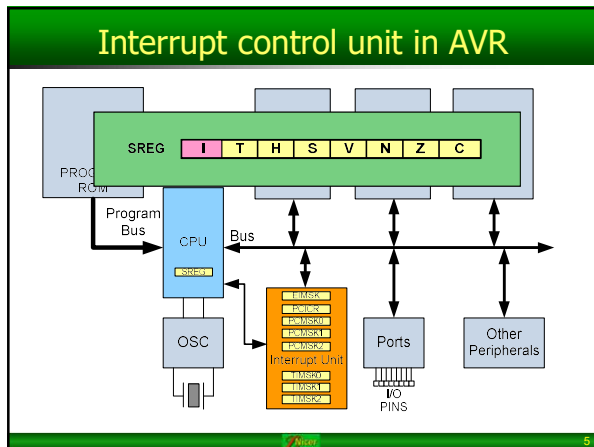 Interrupt control unit in AVR
SREG I T H S V N Z C
ROM
Program
Bus
CPU
Bus
SREG
EIMSK
PCICR
PCMSK0
PCMSK1
PCMSK2
Interrupt Unit
TIMSK0
TIMSK1
TIMSK2
OSC
Ports
Other
Peripherals
I/O
PINS
Nicer
5